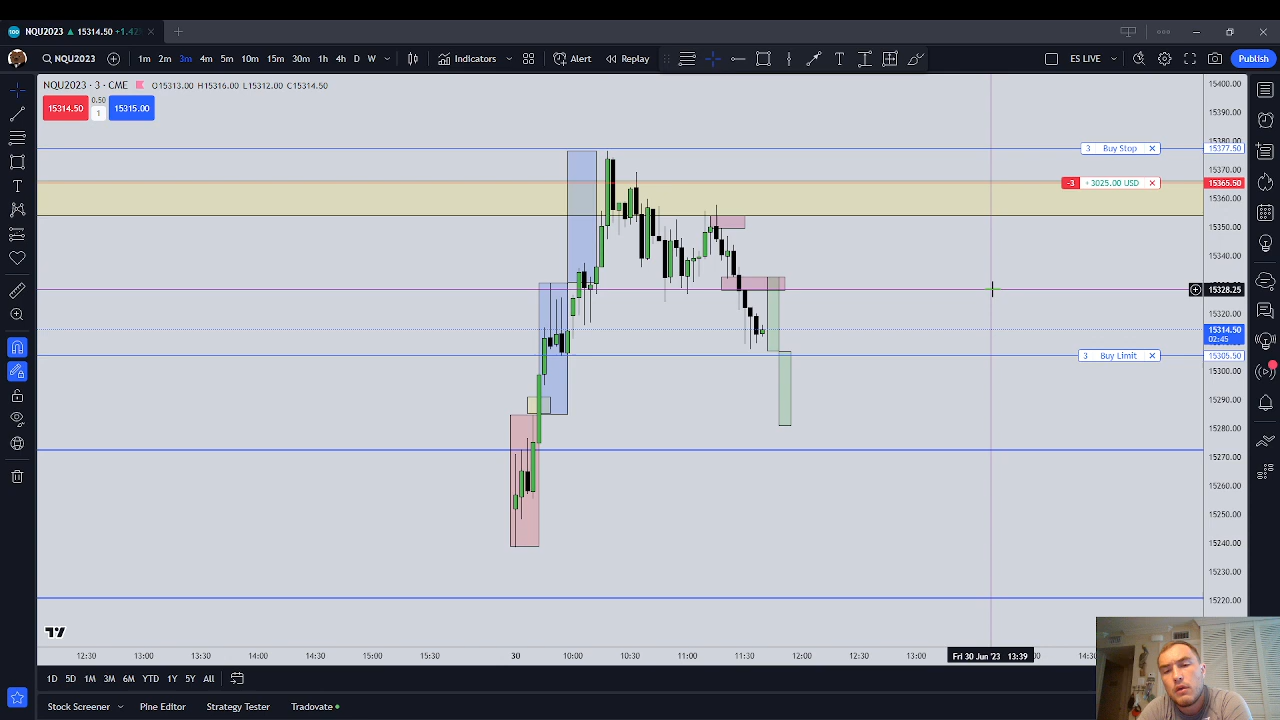 NQU2023 ▲ 15314.50 +1.42
NQU2023 1m 2m 3m 4m 5m 10m 15m 30m 1h 4h D W Indicators Alert Replay ES LIVE Publish
NQU2023 · 3 · CME O15313.00 H15316.00 L15312.00 C15314.50
15314.50 0.50 1 15315.00
15400.00
15390.00
15380.00
3 Buy Stop 15377.50
15370.00
-3 +3025.00 USD 15365.50
15360.00
15350.00
15340.00
15328.25
15320.00
15314.50
02:45
3 Buy Limit 15305.50
15300.00
15290.00
15280.00
15270.00
15260.00
15250.00
15240.00
15230.00
15220.00
12:30 13:00 13:30 14:00 14:30 15:00 15:30 30 10:00 10:30 11:00 11:30 12:00 12:30 13:00 Fri 30 Jun '23 13:39
1D 5D 1M 3M 6M YTD 1Y 5Y All
Stock Screener Pine Editor Strategy Tester Tradovate